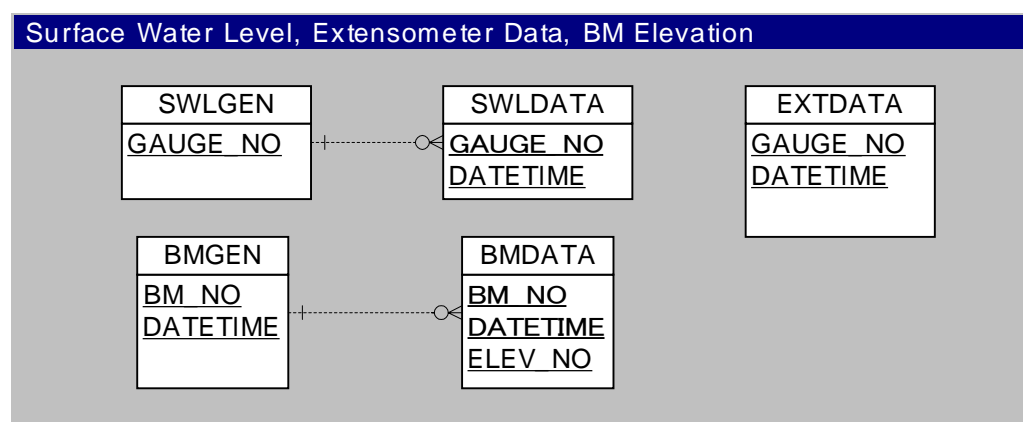 Surface Water Level, Extensometer Data, BM Elevation
SWLGEN
GAUGE_NO
SWLDATA
GAUGE_NO
DATETIME
EXTDATA
GAUGE_NO
DATETIME
BMGEN
BM_NO
DATETIME
BMDATA
BM_NO
DATETIME
ELEV_NO